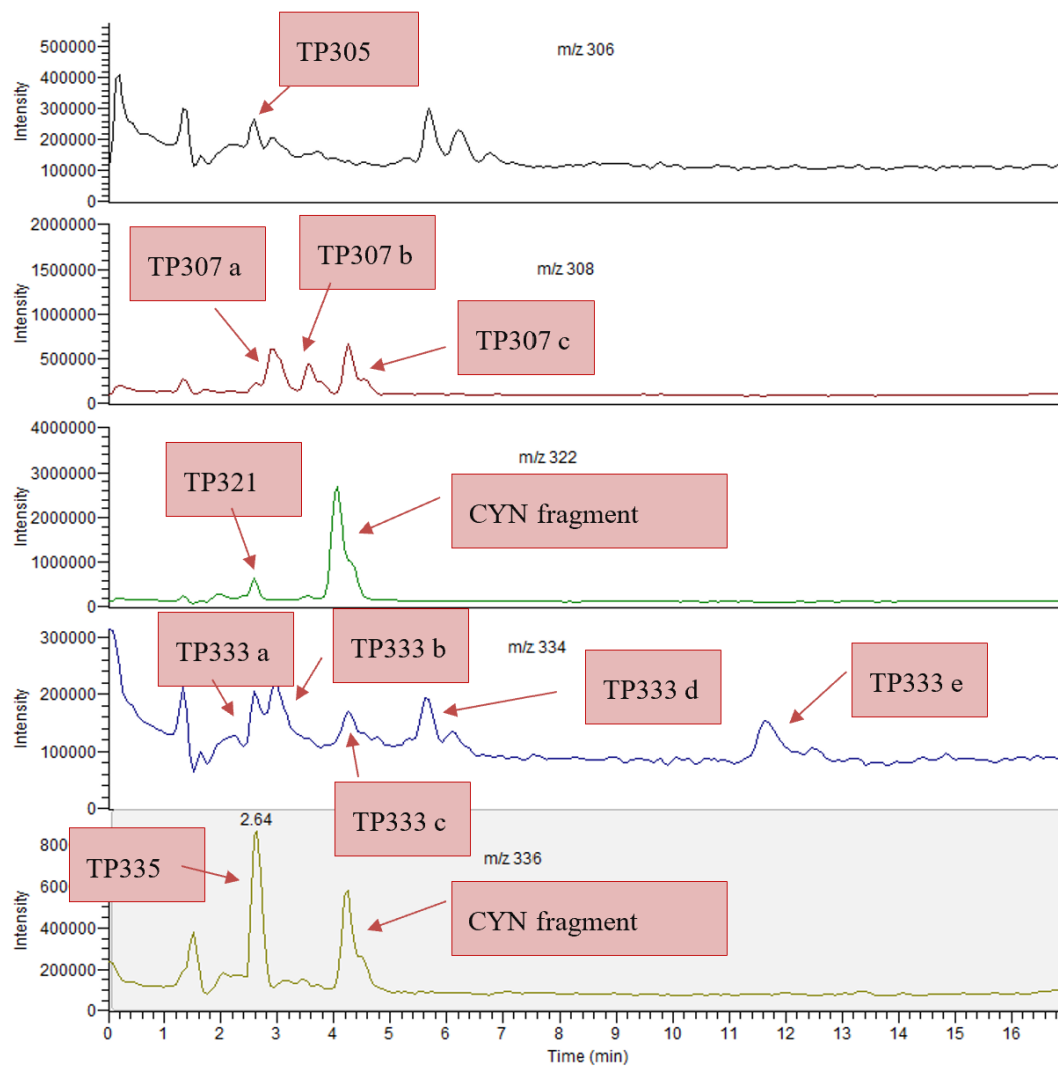 500000
400000
300000
200000
100000
0
Intensity
TP305
m/z 306
2000000
1500000
1000000
500000
0
Intensity
TP307 a
TP307 b
TP307 c
m/z 308
4000000
3000000
2000000
1000000
0
Intensity
TP321
m/z 322
CYN fragment
300000
200000
100000
0
Intensity
TP333 a
TP333 b
m/z 334
TP333 d
TP333 e
TP333 c
400000
200000
0
Intensity
2.64
TP335
m/z 336
CYN fragment
0 1 2 3 4 5 6 7 8 9 10 11 12 13 14 15 16
Time (min)